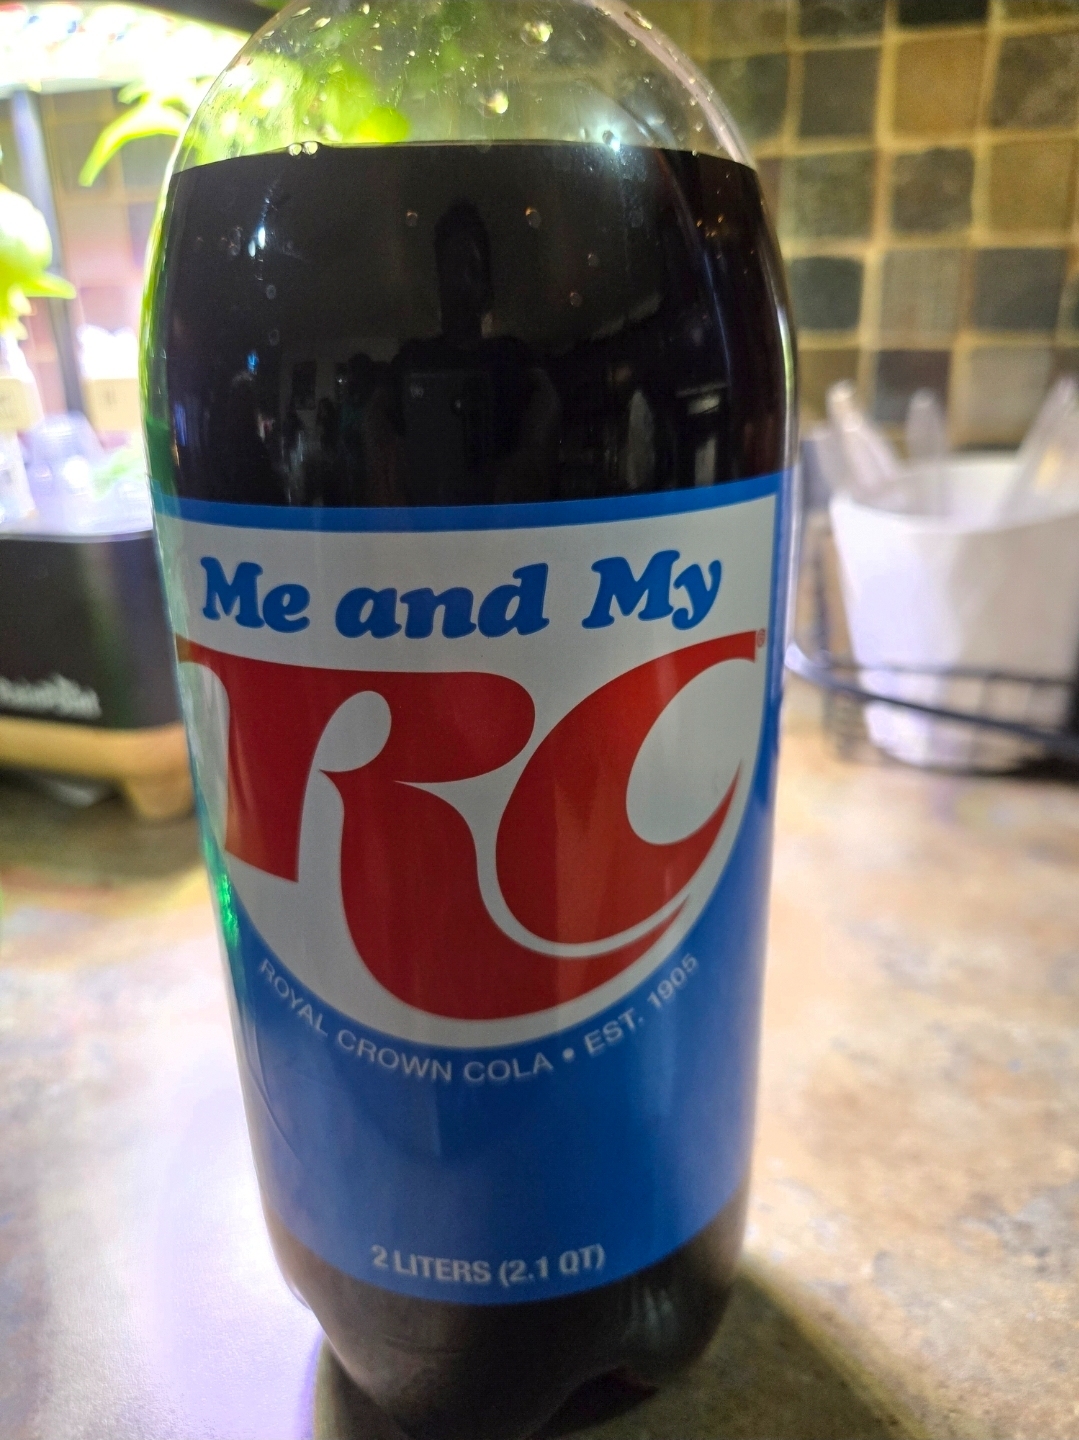 Me and My
RC®
ROYAL CROWN COLA • EST. 1905
2 LITERS (2.1 QT)